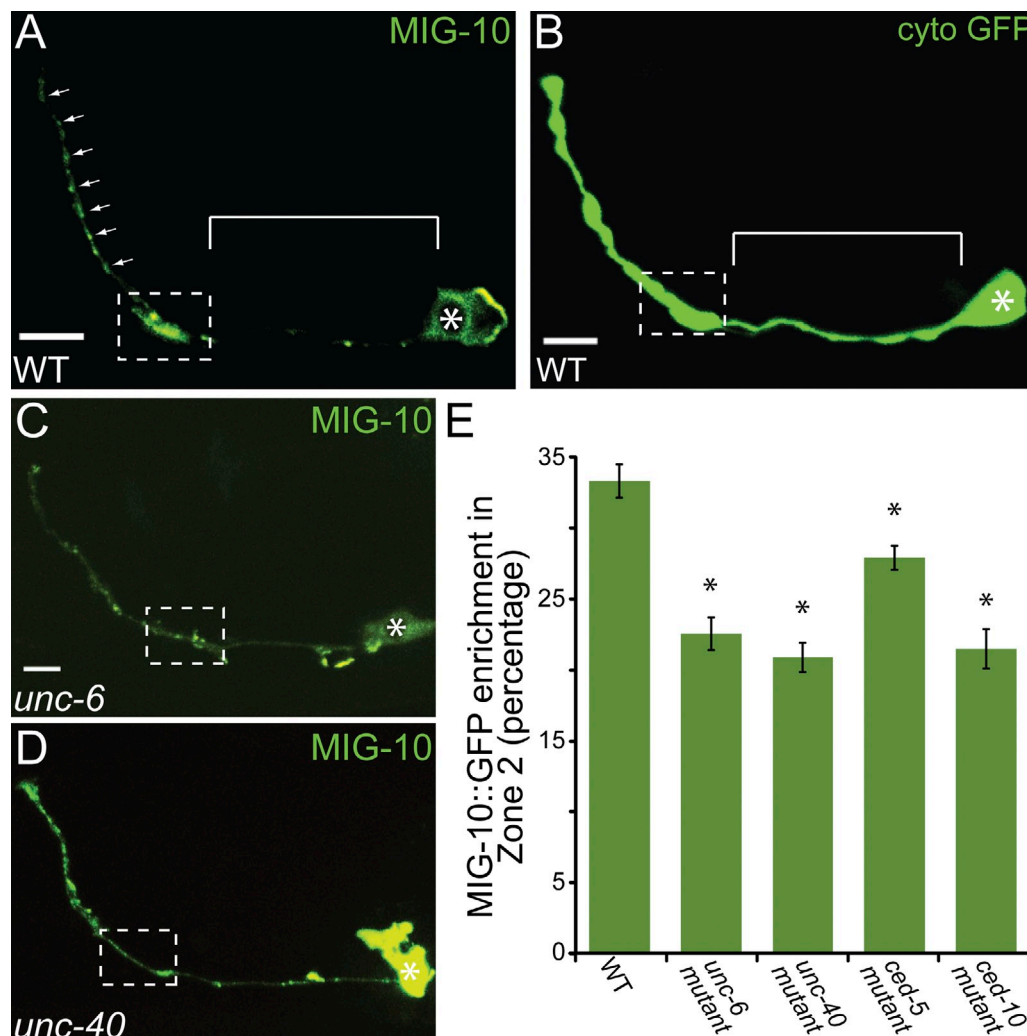 A
MIG-10
*
WT
B
cyto GFP
*
WT
C
MIG-10
*
unc-6
D
MIG-10
*
unc-40
E
MIG-10::GFP enrichment in
Zone 2 (percentage)
35
25
15
5
0
*
*
*
*
WT
unc-6
mutant
unc-40
mutant
ced-5
mutant
ced-10
mutant